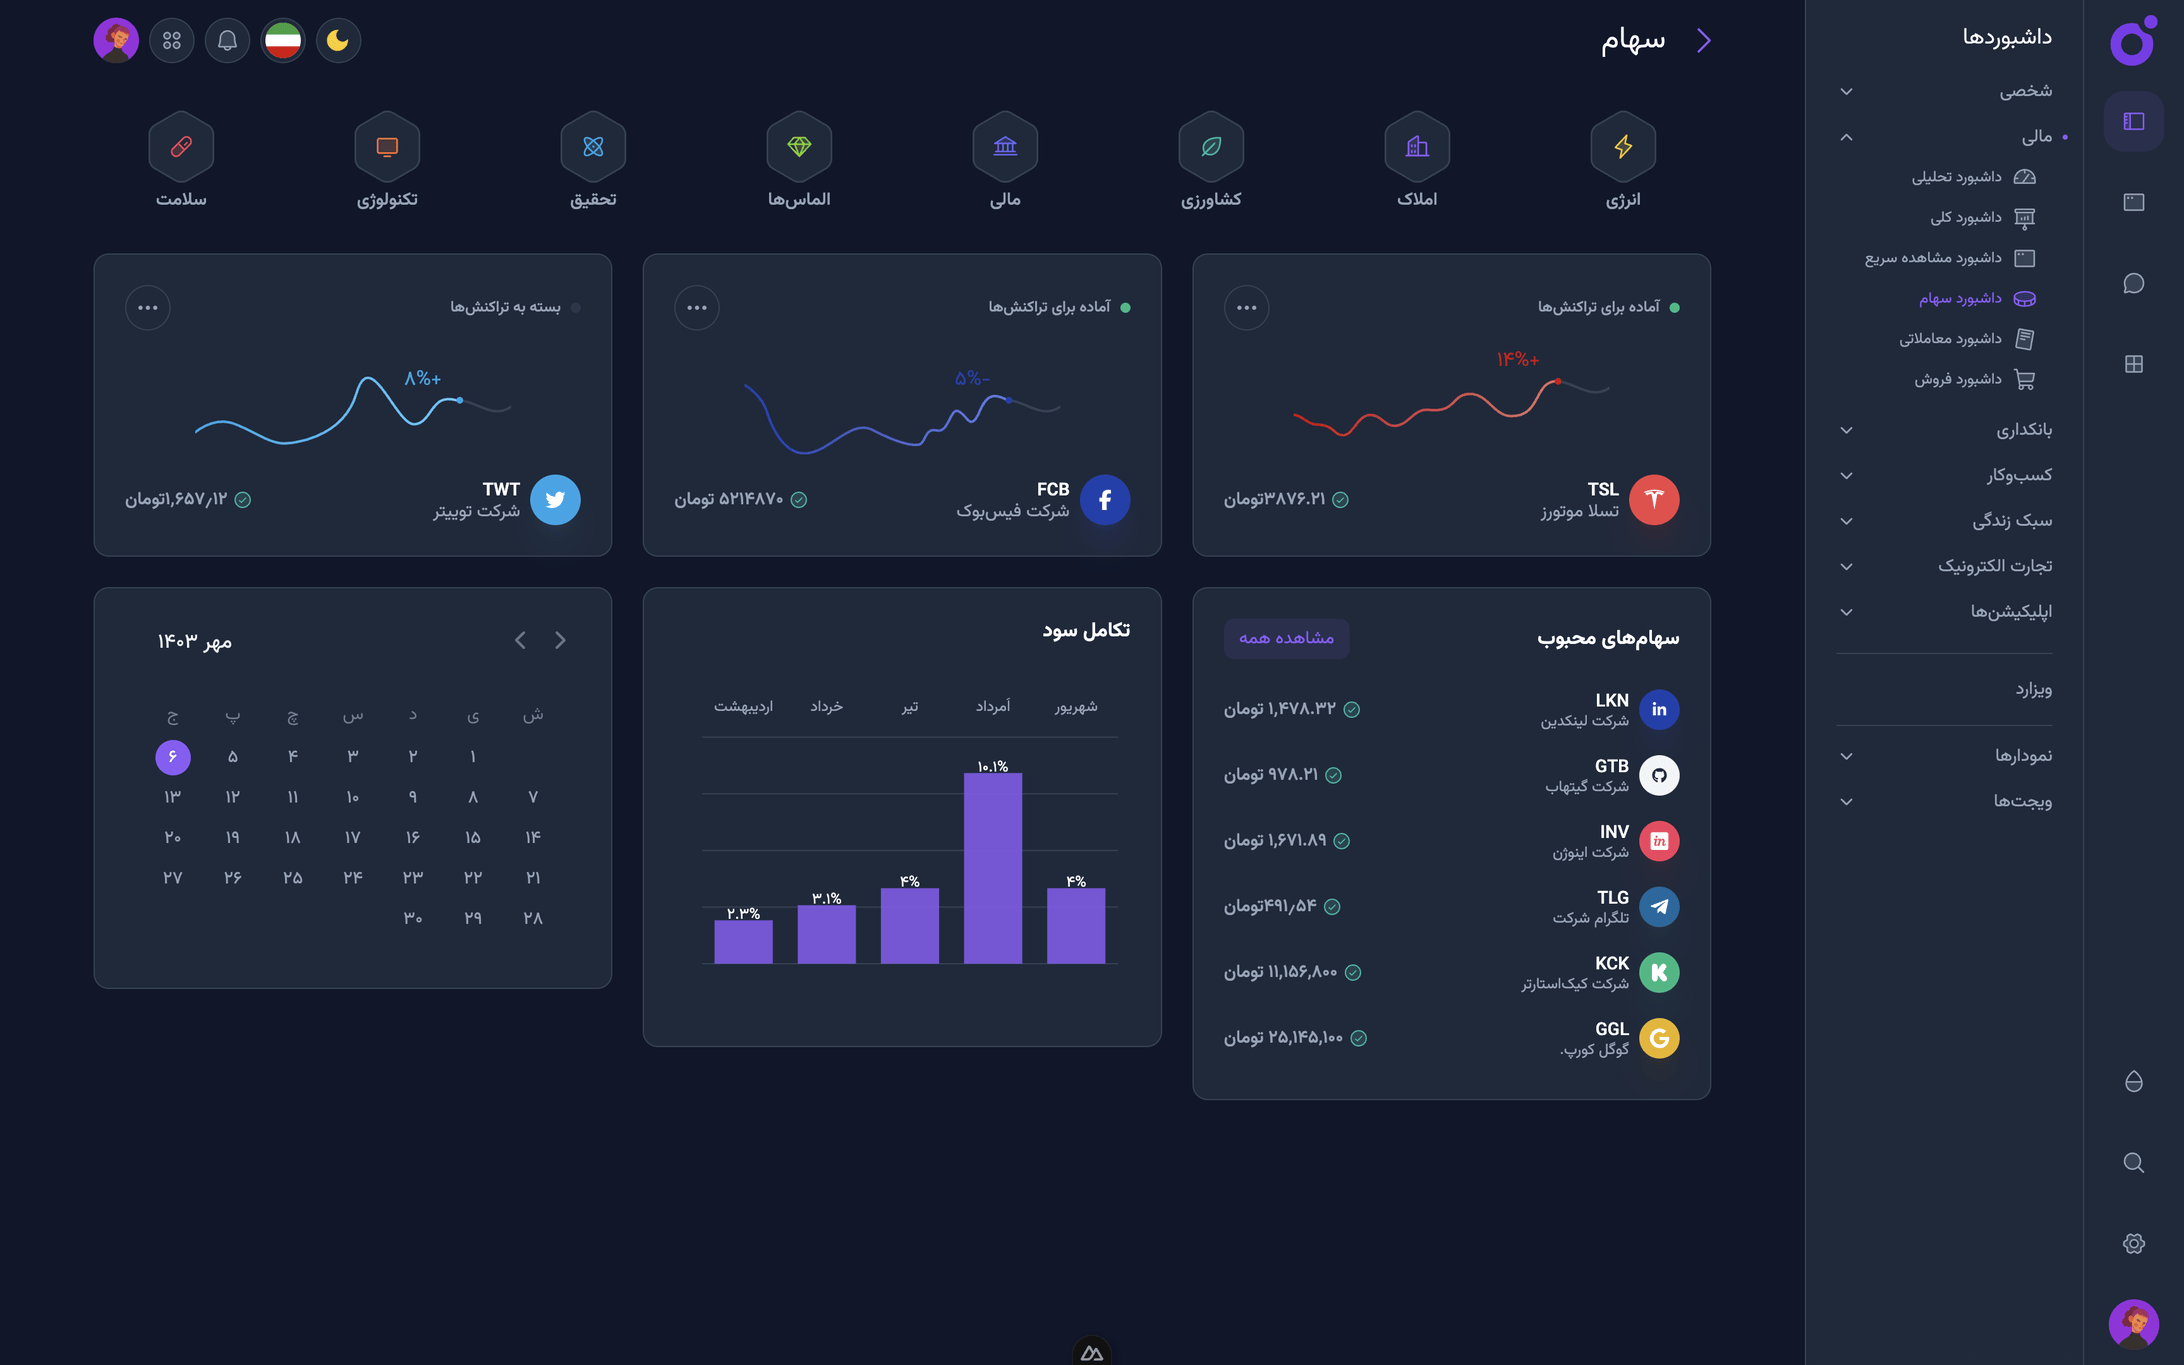 داشبوردها
شخصی
مالی
داشبورد تحلیلی
داشبورد کلی
داشبورد مشاهده سریع
داشبورد سهام
داشبورد معاملاتی
داشبورد فروش
بانکداری
کسب‌وکار
سبک زندگی
تجارت الکترونیک
اپلیکیشن‌ها
ویزارد
نمودارها
ویجت‌ها
سهام
انرژی
املاک
کشاورزی
مالی
الماس‌ها
تحقیق
تکنولوژی
سلامت
آماده برای تراکنش‌ها
+۱۴%
TSL
تسلا موتورز
۳۸۷۶.۲۱تومان
آماده برای تراکنش‌ها
-۵%
FCB
شرکت فیس‌بوک
۵۲۱۴۸۷۰ تومان
بسته به تراکنش‌ها
+۸%
TWT
شرکت توییتر
۱,۶۵۷٫۱۲تومان
سهام‌های محبوب
مشاهده همه
LKN
شرکت لینکدین
۱,۴۷۸.۳۲ تومان
GTB
شرکت گیتهاب
۹۷۸.۲۱ تومان
INV
شرکت اینوژن
۱,۶۷۱.۸۹ تومان
TLG
تلگرام شرکت
۴۹۱٫۵۴تومان
KCK
شرکت کیک‌استارتر
۱۱,۱۵۶,۸۰۰ تومان
GGL
گوگل کورپ.
۲۵,۱۴۵,۱۰۰ تومان
تکامل سود
شهریور اَمرداد تیر خرداد اردیبهشت
۴% ۱۰.۱% ۴% ۳.۱% ۲.۳%
مهر ۱۴۰۳
ش ی د س چ پ ج
۱ ۲ ۳ ۴ ۵ ۶
۷ ۸ ۹ ۱۰ ۱۱ ۱۲ ۱۳
۱۴ ۱۵ ۱۶ ۱۷ ۱۸ ۱۹ ۲۰
۲۱ ۲۲ ۲۳ ۲۴ ۲۵ ۲۶ ۲۷
۲۸ ۲۹ ۳۰